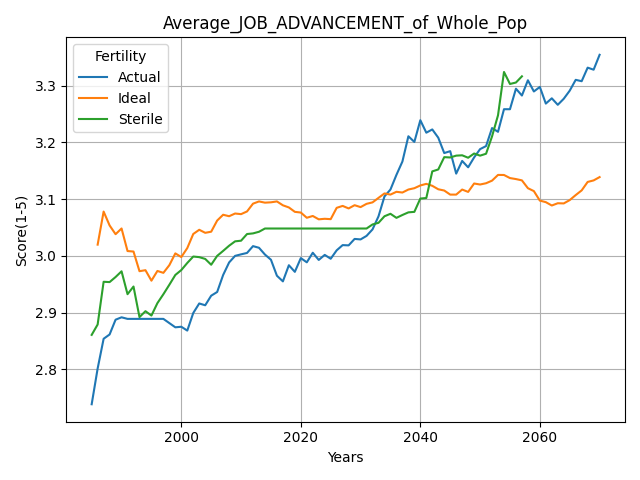 Average_JOB_ADVANCEMENT_of_Whole_Pop
Fertility
Actual
Ideal
Sterile
Score(1-5)
3.3
3.2
3.1
3.0
2.9
2.8
2000
2020
2040
2060
Years